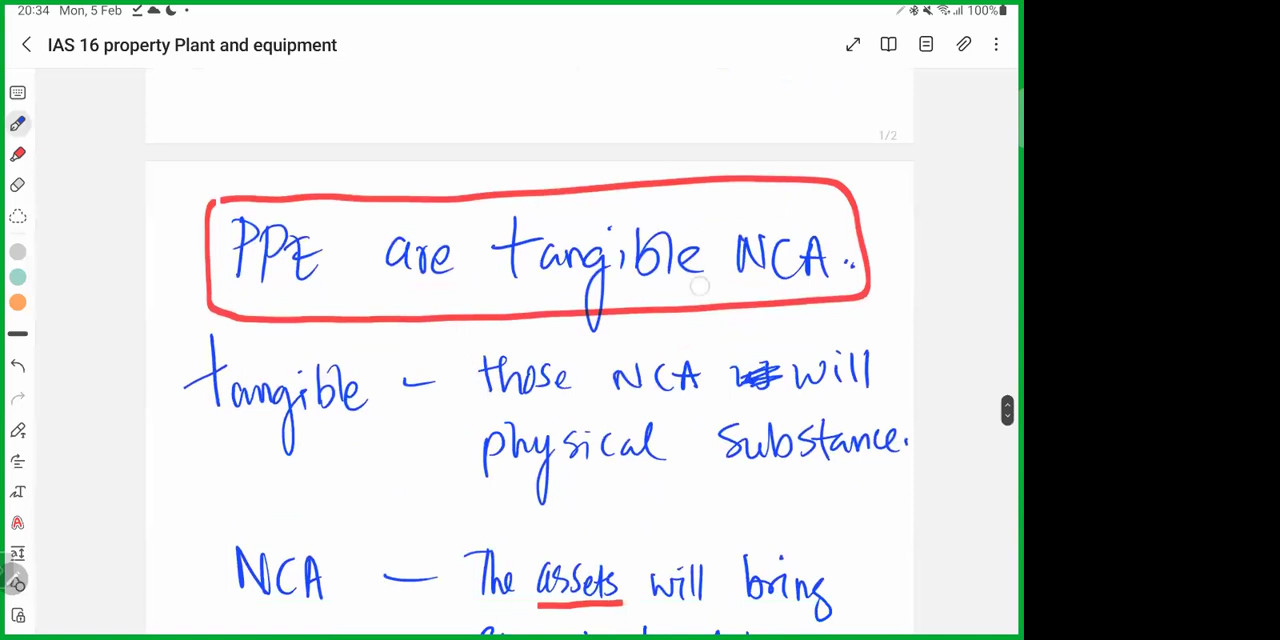 20:34 Mon, 5 Feb
100%
IAS 16 property Plant and equipment
1/2
PPE are tangible NCA.
tangible – those NCA will
physical substance.
NCA — The assets will bring